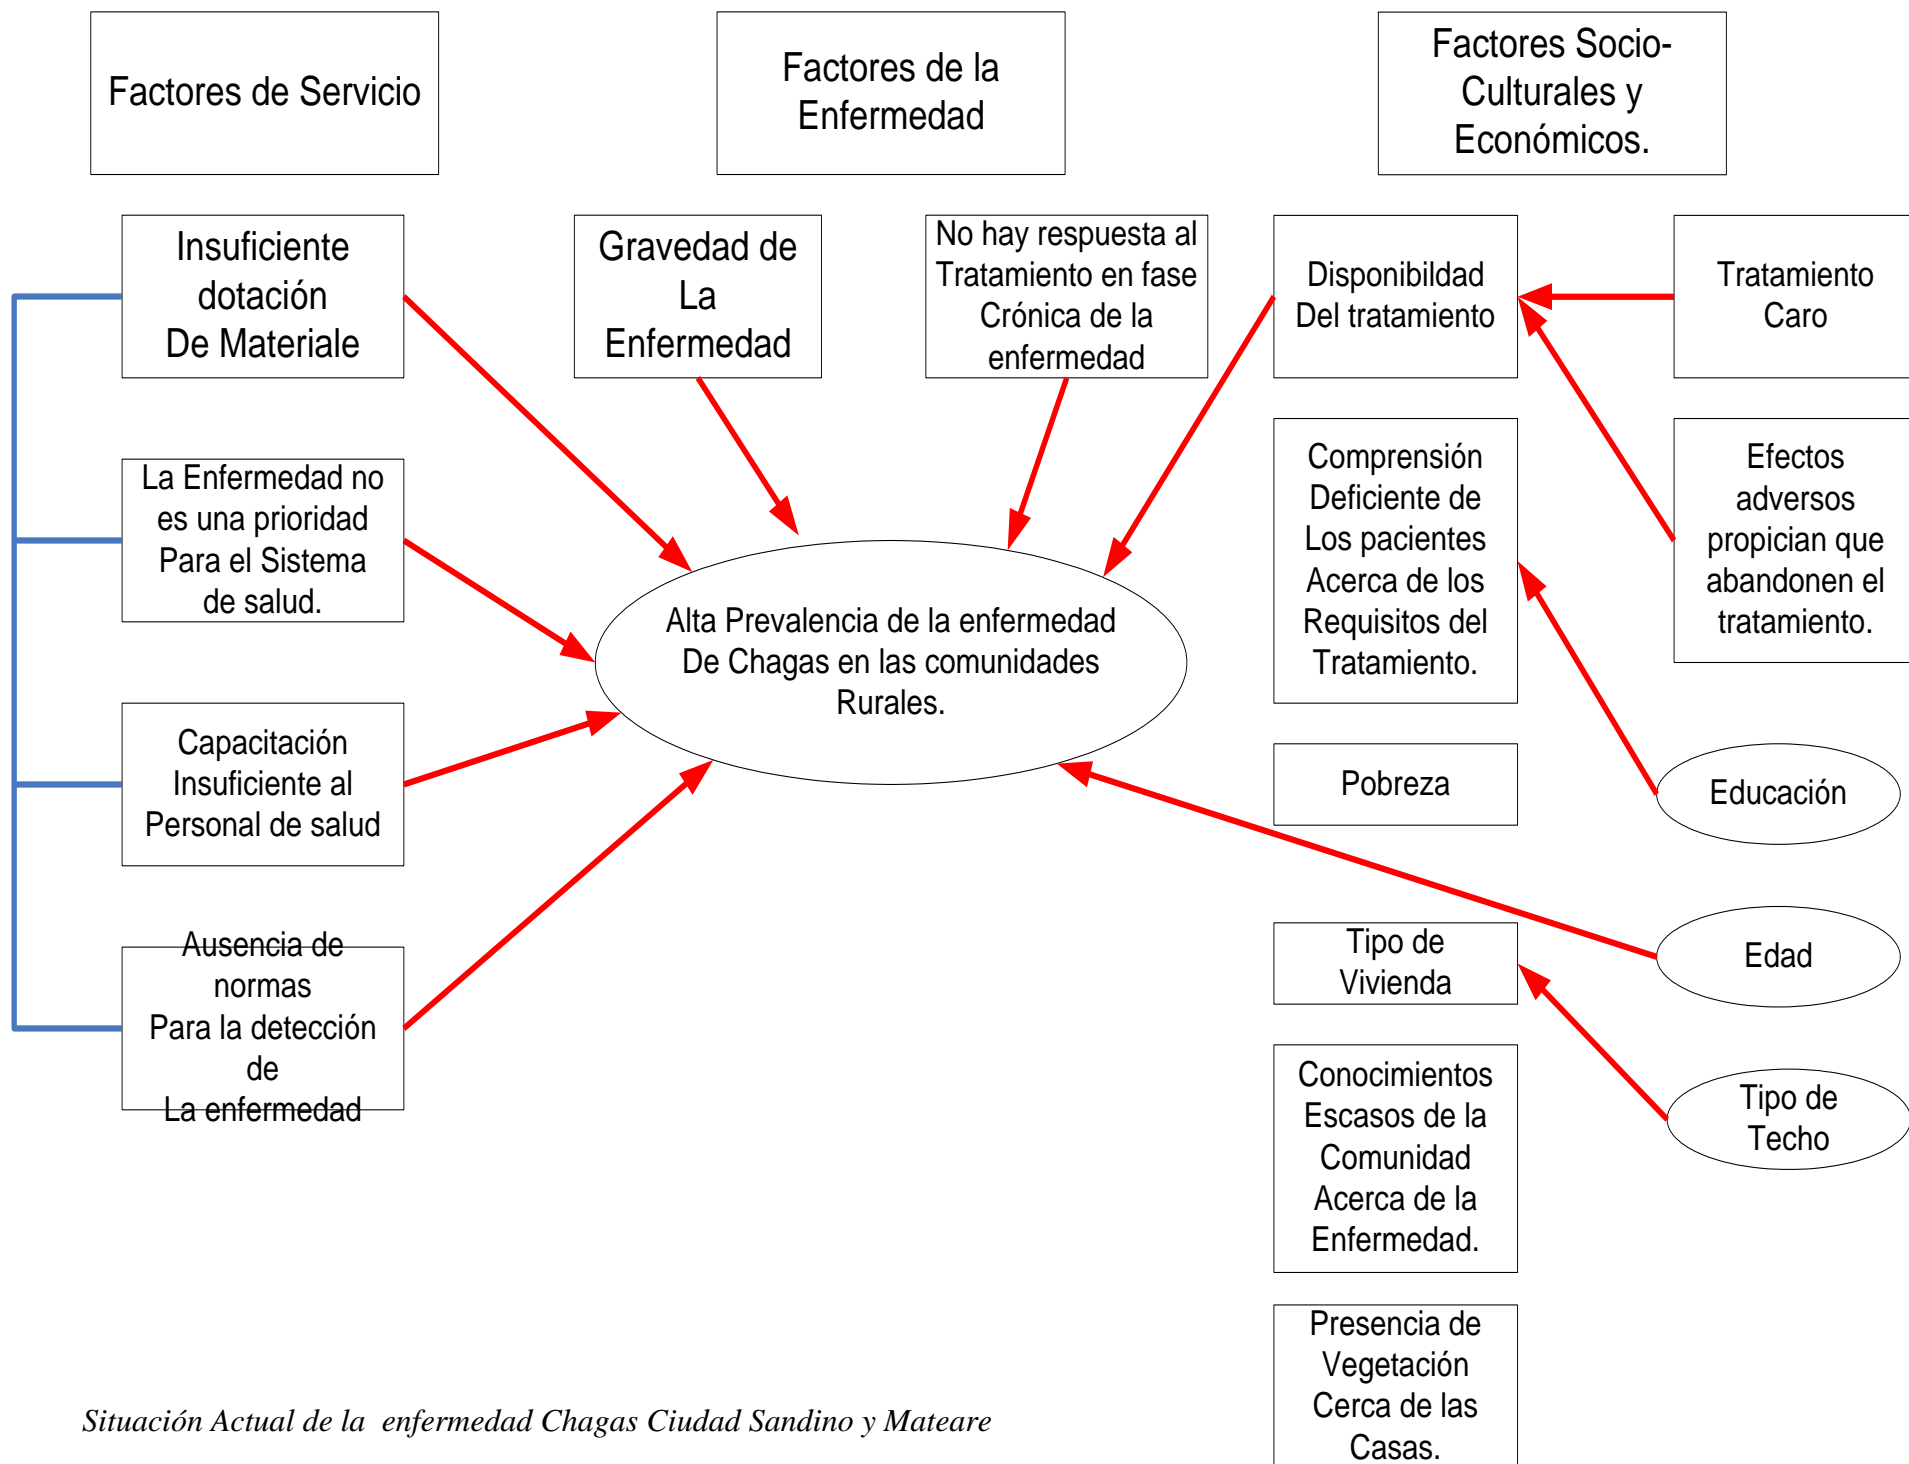 Factores de Servicio
Factores de la
Enfermedad
Factores Socio-
Culturales y
Económicos.
Insuficiente
dotación
De Materiale
Gravedad de
La
Enfermedad
No hay respuesta al
Tratamiento en fase
Crónica de la
enfermedad
Disponibildad
Del tratamiento
Tratamiento
Caro
La Enfermedad no
es una prioridad
Para el Sistema
de salud.
Comprensión
Deficiente de
Los pacientes
Acerca de los
Requisitos del
Tratamiento.
Efectos
adversos
propician que
abandonen el
tratamiento.
Alta Prevalencia de la enfermedad
De Chagas en las comunidades
Rurales.
Capacitación
Insuficiente al
Personal de salud
Pobreza
Educación
Ausencia de
normas
Para la detección
de
La enfermedad
Tipo de
Vivienda
Edad
Conocimientos
Escasos de la
Comunidad
Acerca de la
Enfermedad.
Tipo de
Techo
Presencia de
Vegetación
Cerca de las
Casas.
Situación Actual de la  enfermedad Chagas Ciudad Sandino y Mateare